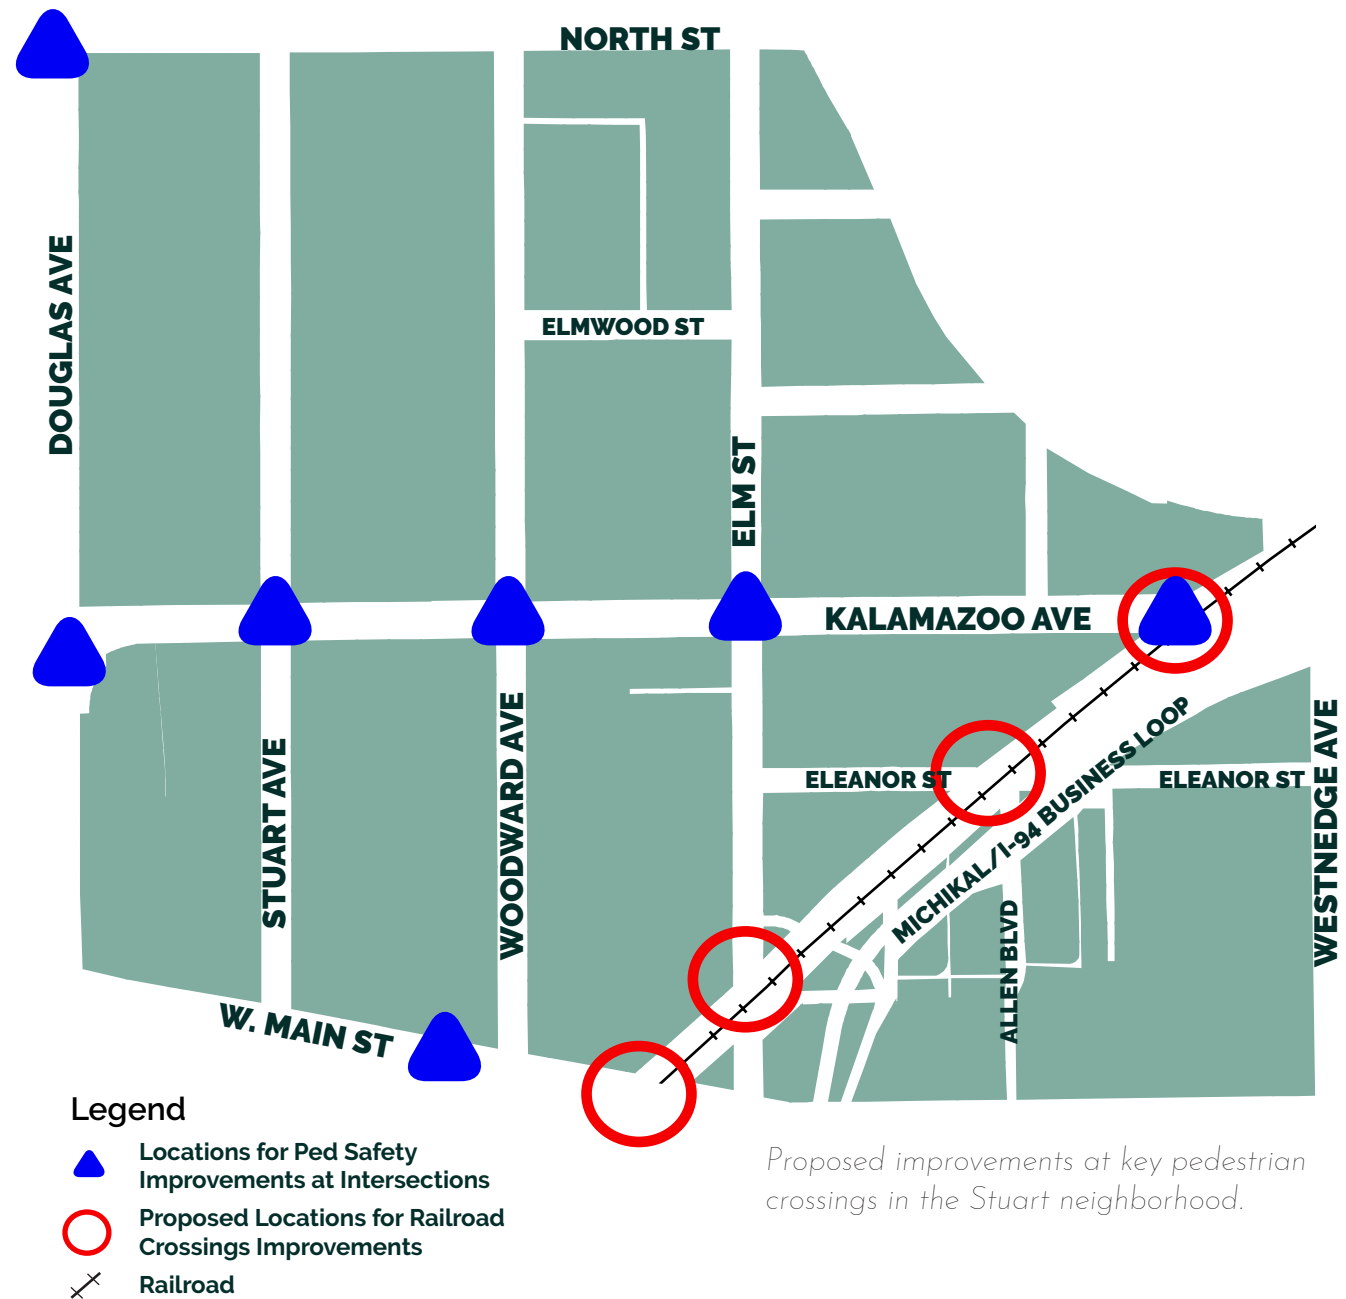 NORTH ST
DOUGLAS AVE
ELMWOOD ST
ELM ST
KALAMAZOO AVE
STUART AVE
WOODWARD AVE
ELEANOR ST
ELEANOR ST
MICHIKAL/I-94 BUSINESS LOOP
WESTNEDGE AVE
ALLEN BLVD
W. MAIN ST
Legend
Locations for Ped Safety
Improvements at Intersections
Proposed Locations for Railroad
Crossings Improvements
Railroad
Proposed improvements at key pedestrian
crossings in the Stuart neighborhood.